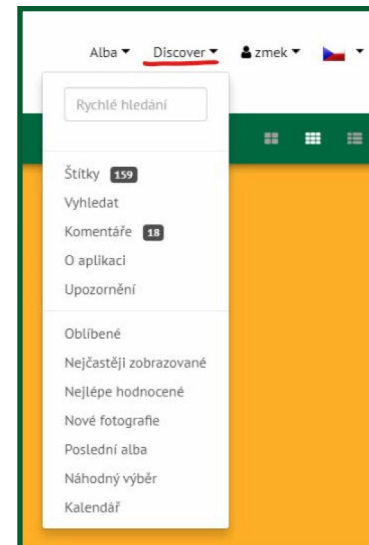 Alba Discover zmek
Rychlé hledání
Štítky 159
Vyhledat
Komentáře 18
O aplikaci
Upozornění
Oblíbené
Nejčastěji zobrazované
Nejlépe hodnocené
Nové fotografie
Poslední alba
Náhodný výběr
Kalendář